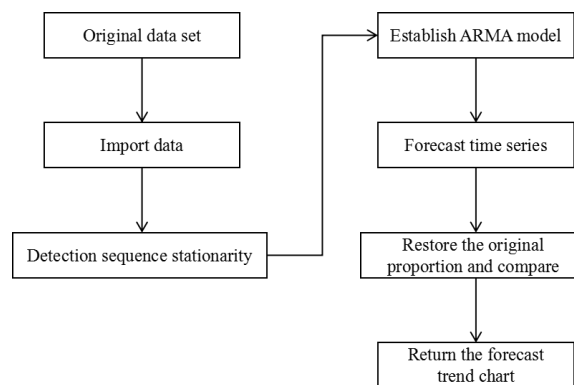 Original data set
Import data
Detection sequence stationarity
Establish ARMA model
Forecast time series
Restore the original
proportion and compare
Return the forecast
trend chart